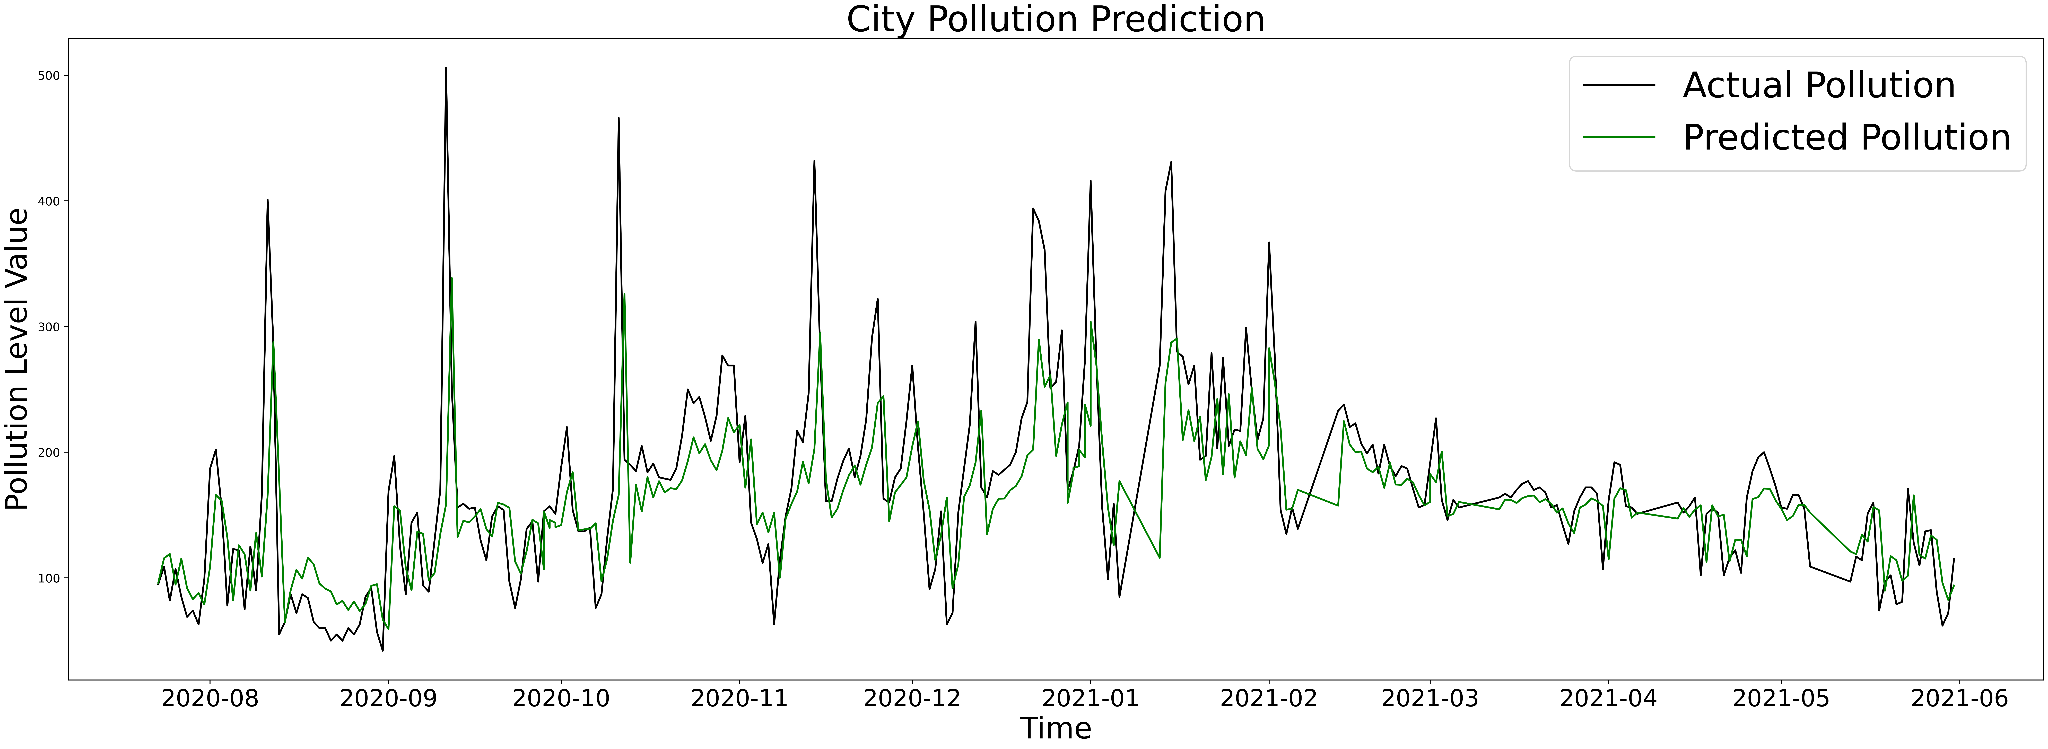 City Pollution Prediction
Actual Pollution
Predicted Pollution
Pollution Level Value
500
400
300
200
100
2020-08 2020-09 2020-10 2020-11 2020-12 2021-01 2021-02 2021-03 2021-04 2021-05 2021-06
Time